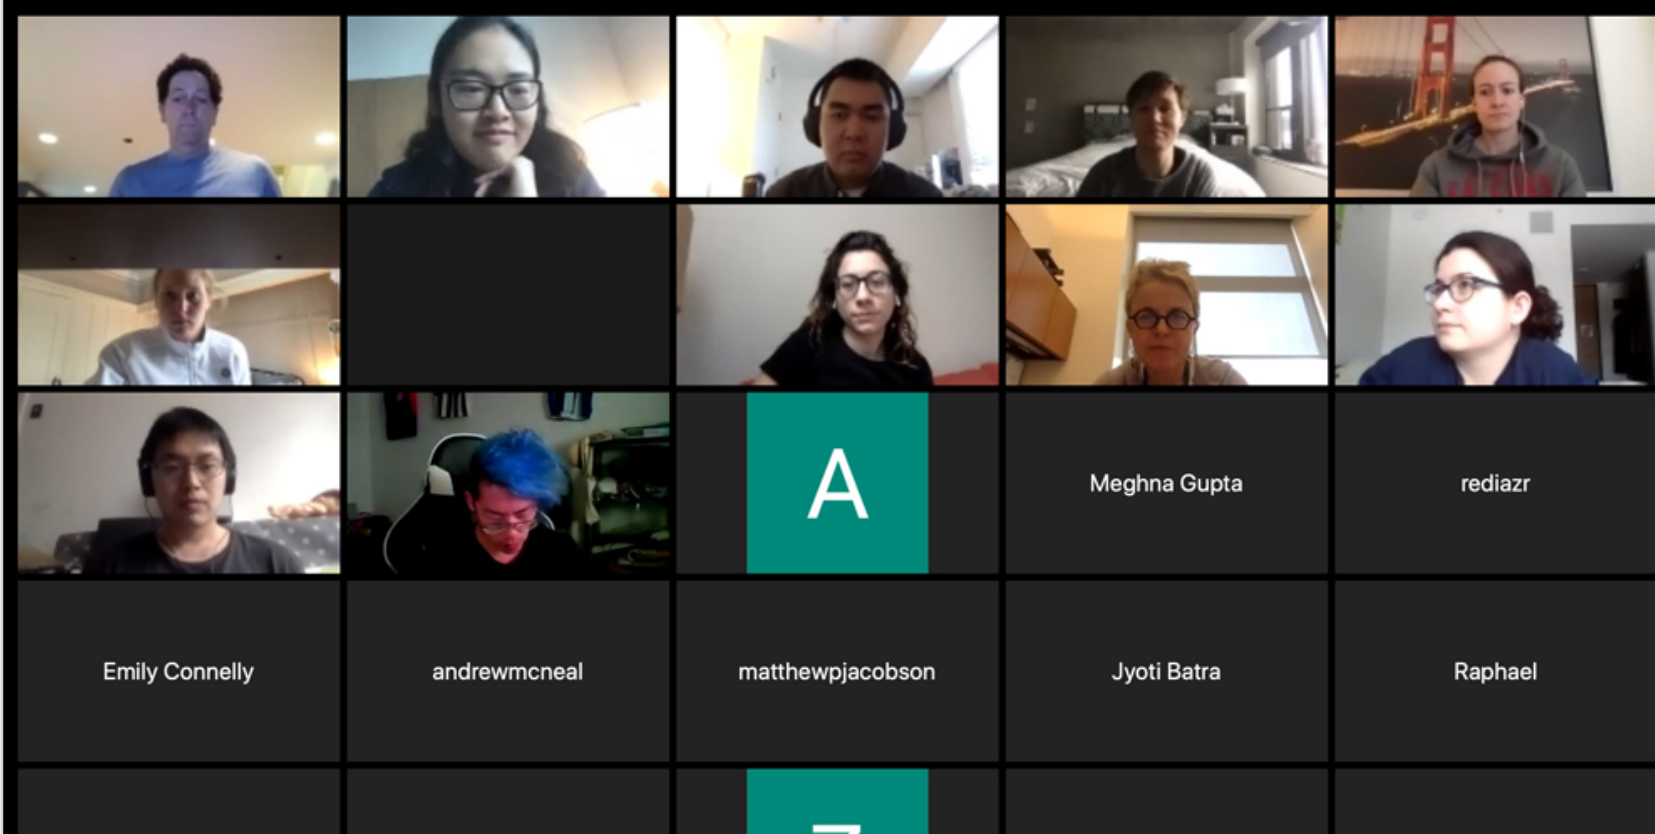 A
Meghna Gupta
rediazr
Emily Connelly
andrewmcneal
matthewpjacobson
Jyoti Batra
Raphael